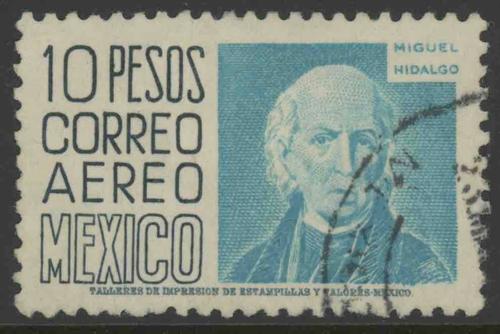 10 PESOS
CORREO
AEREO
MEXICO
MIGUEL
HIDALGO
TALLERES DE IMPRESION DE ESTAMPILLAS Y VALORES-MEXICO.